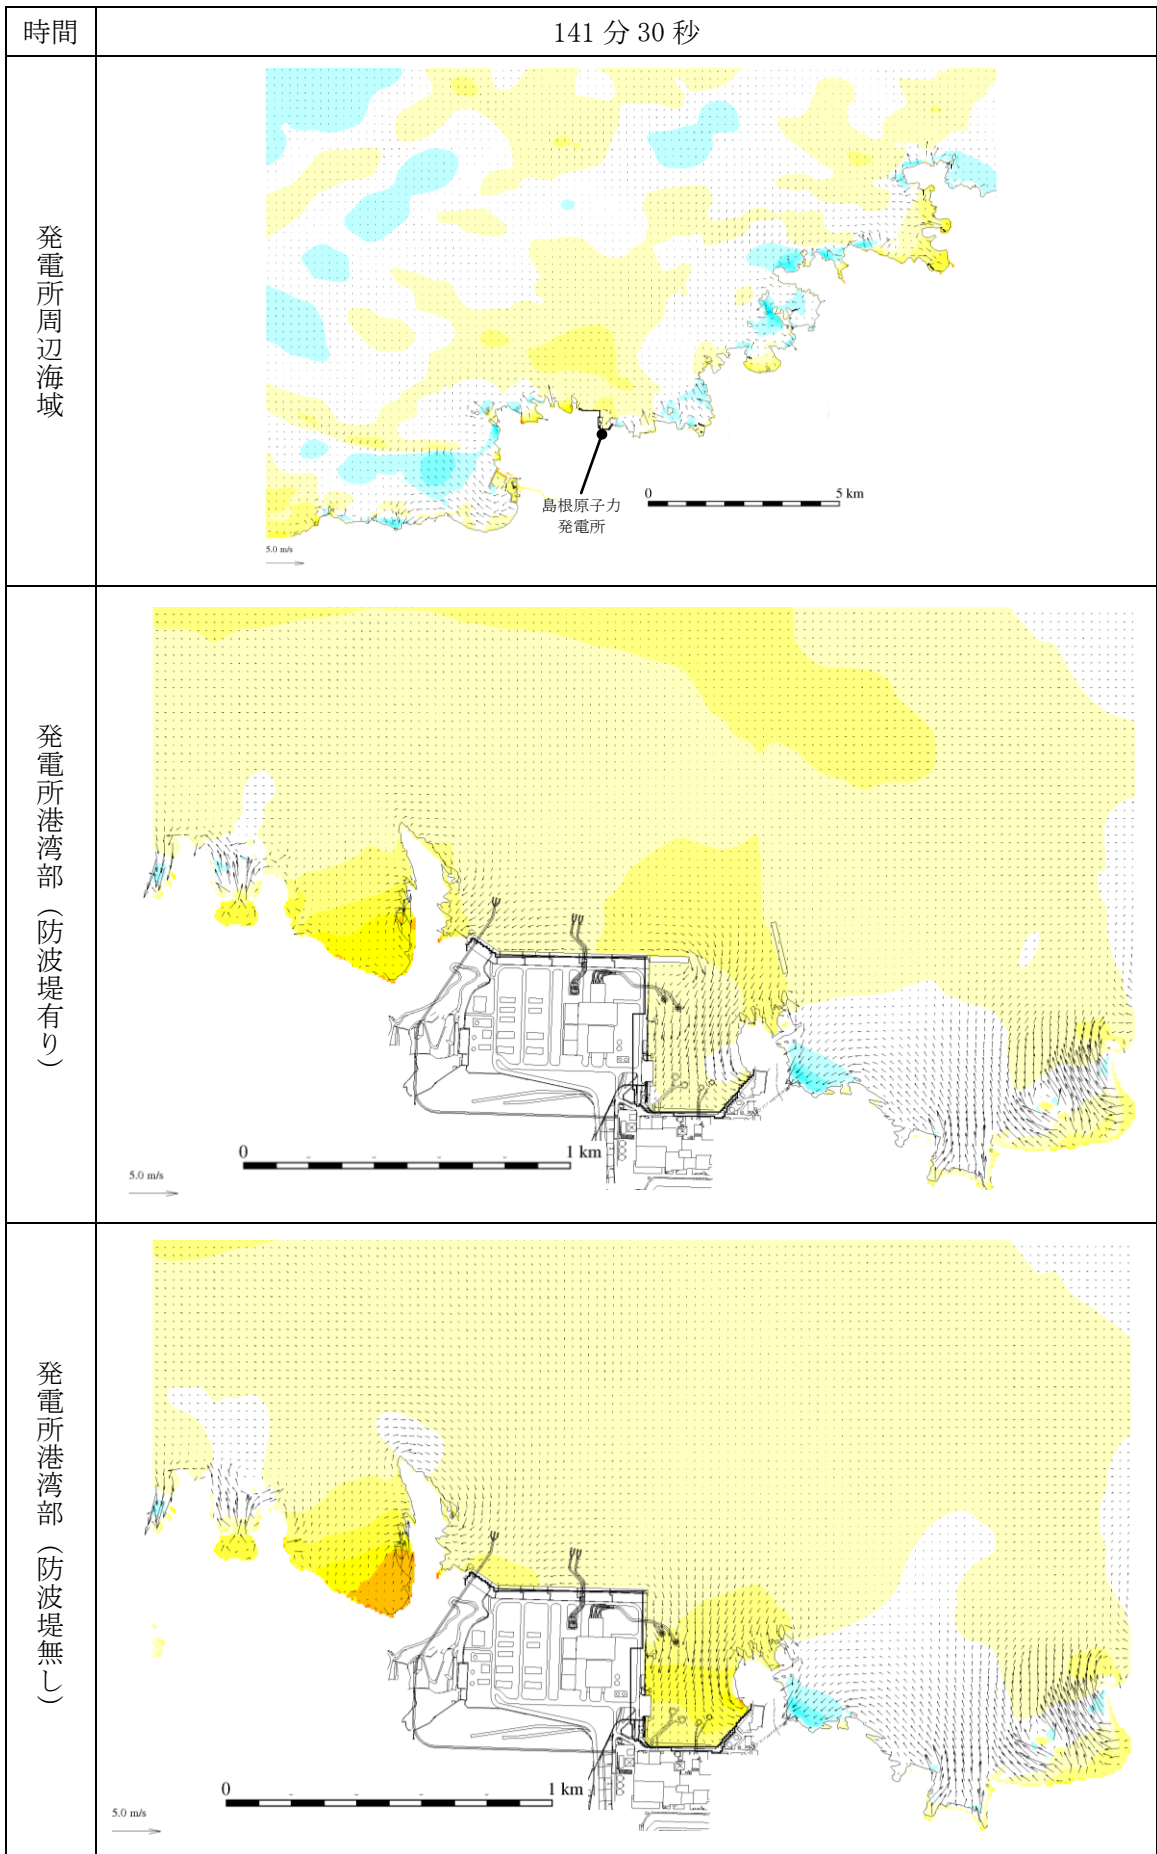 時間
141 分 30 秒
発電所周辺海域
島根原子力
発電所
0
5 km
5.0 m/s
発電所港湾部（防波堤有り）
0
1 km
5.0 m/s
発電所港湾部（防波堤無し）
0
1 km
5.0 m/s